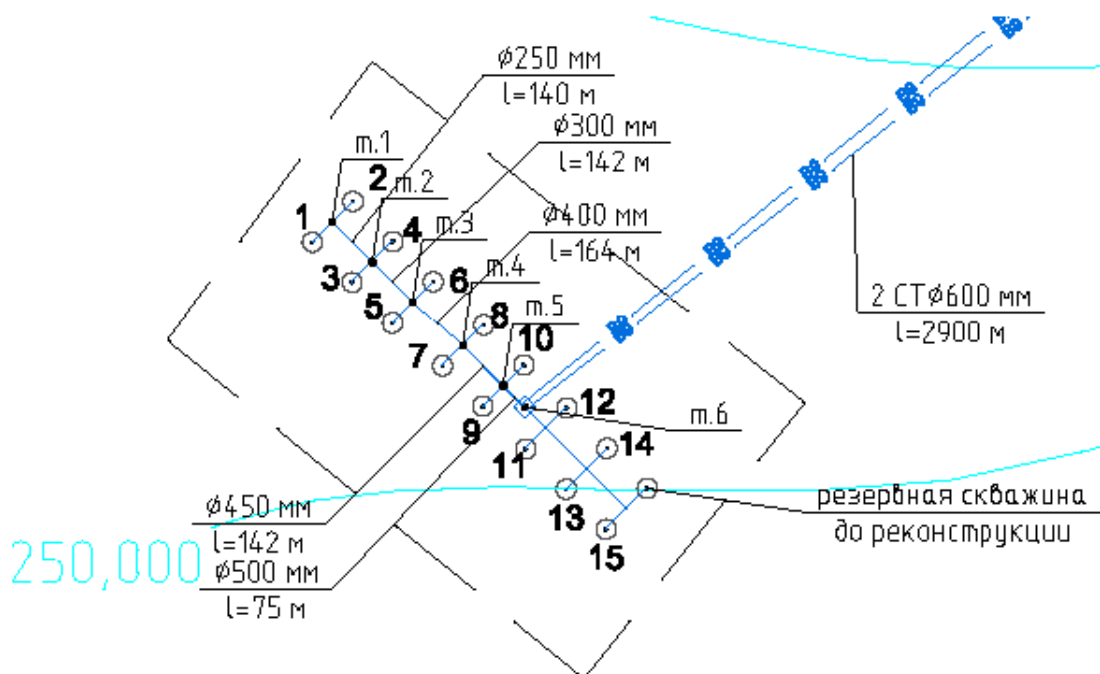 ϕ250 мм
l=140 м
ϕ300 мм
l=142 м
т.1
2
т.2
1
4
т.3
ϕ400 мм
l=164 м
3
6
т.4
5
8
т.5
7
10
2 СТϕ600 мм
l=2900 м
9
12
т.6
11
14
13
15
резервная скважина
до реконструкции
ϕ450 мм
l=142 м
250,000
ϕ500 мм
l=75 м